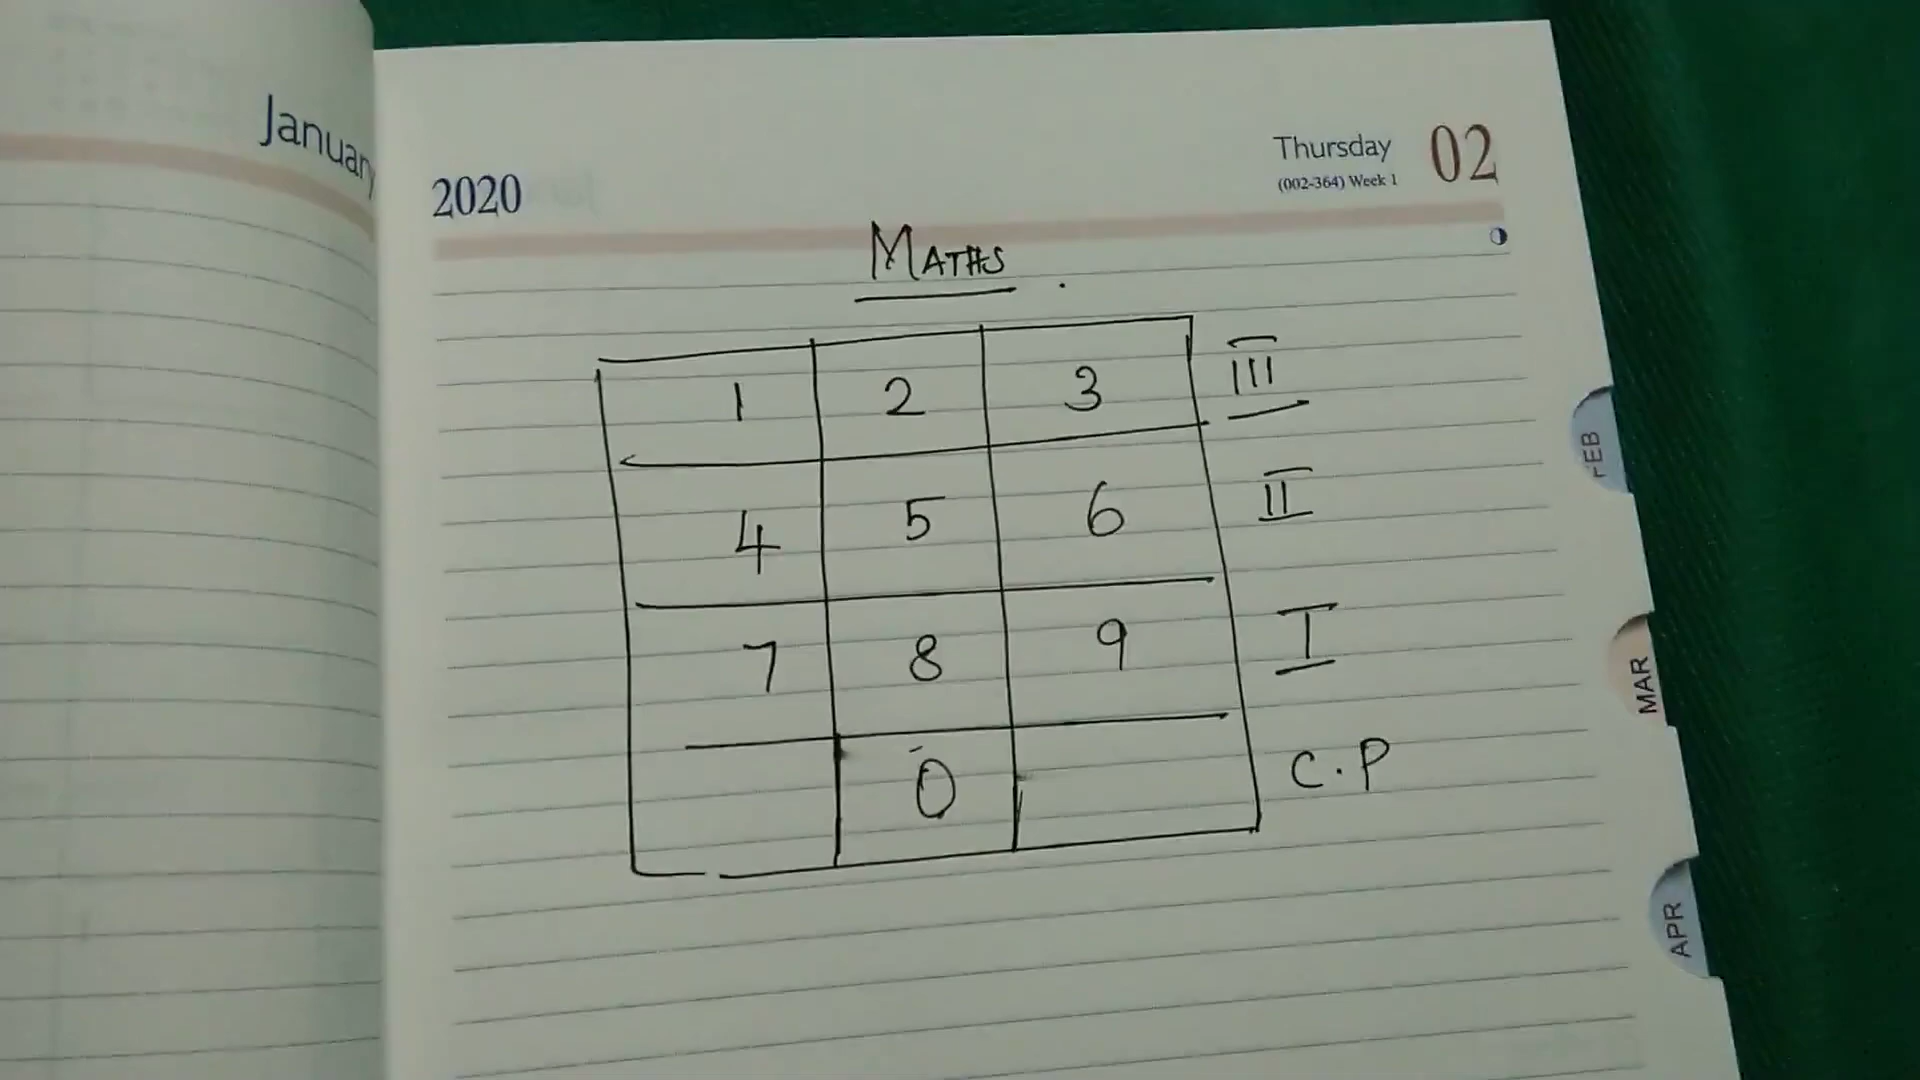 January
2020
Thursday 02
(002-364) Week 1
MATHS .
1 2 3 III
4 5 6 II
7 8 9 I
0 C.P
FEB
MAR
APR